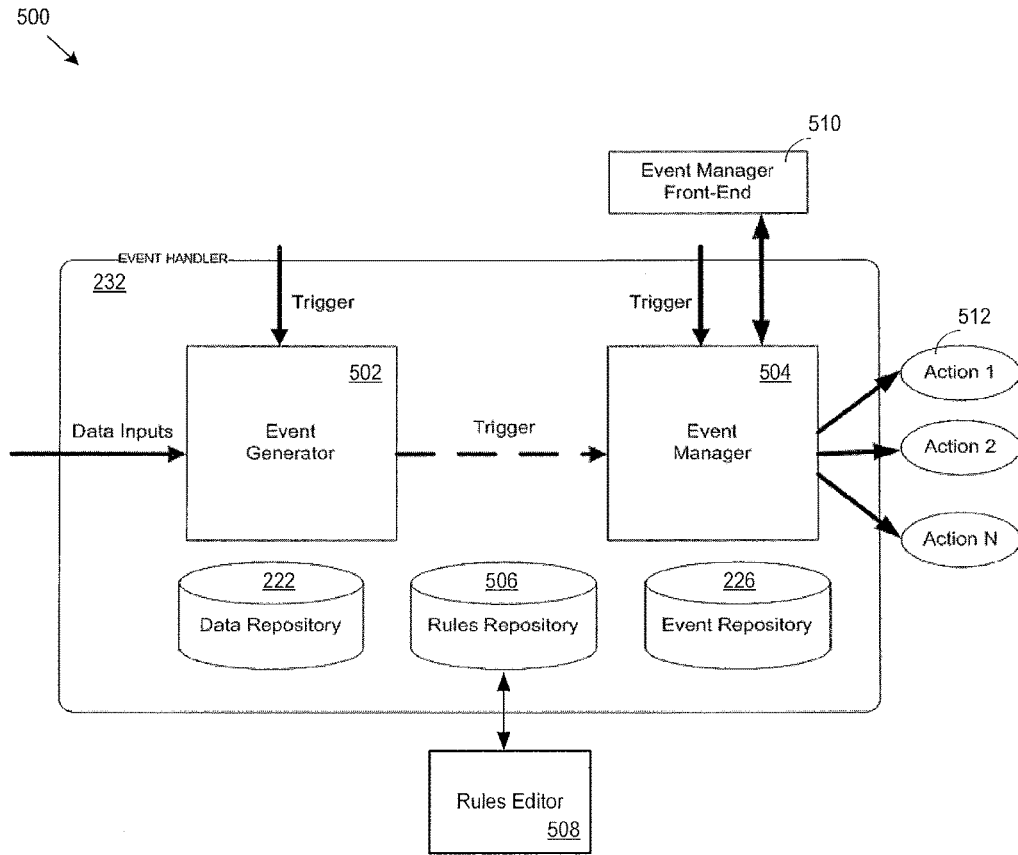 500
510
Event Manager
Front-End
EVENT HANDLER
232
Trigger
Trigger
512
502
504
Action 1
Data Inputs
Event
Generator
Trigger
Event
Manager
Action 2
Action N
222
506
226
Data Repository
Rules Repository
Event Repository
Rules Editor
508